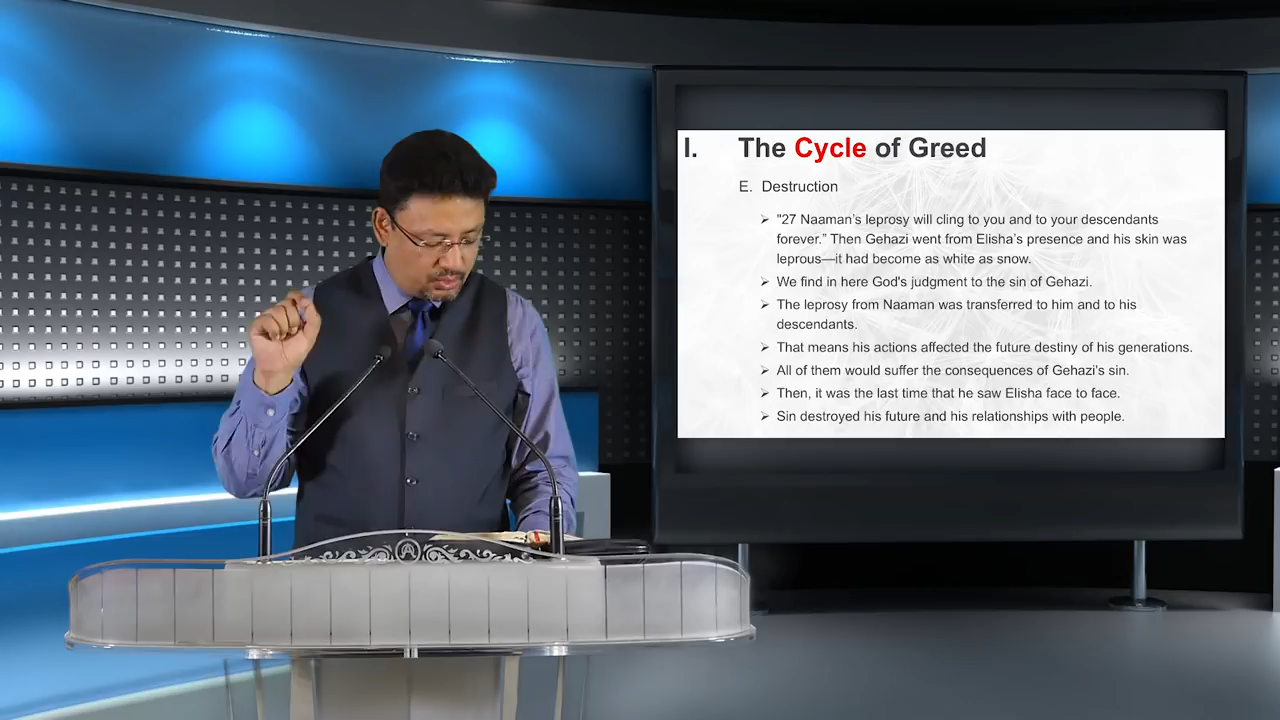 I. The Cycle of Greed
E. Destruction
➢ "27 Naaman’s leprosy will cling to you and to your descendants
forever.” Then Gehazi went from Elisha’s presence and his skin was
leprous—it had become as white as snow.
➢ We find in here God's judgment to the sin of Gehazi.
➢ The leprosy from Naaman was transferred to him and to his
descendants.
➢ That means his actions affected the future destiny of his generations.
➢ All of them would suffer the consequences of Gehazi's sin.
➢ Then, it was the last time that he saw Elisha face to face.
➢ Sin destroyed his future and his relationships with people.